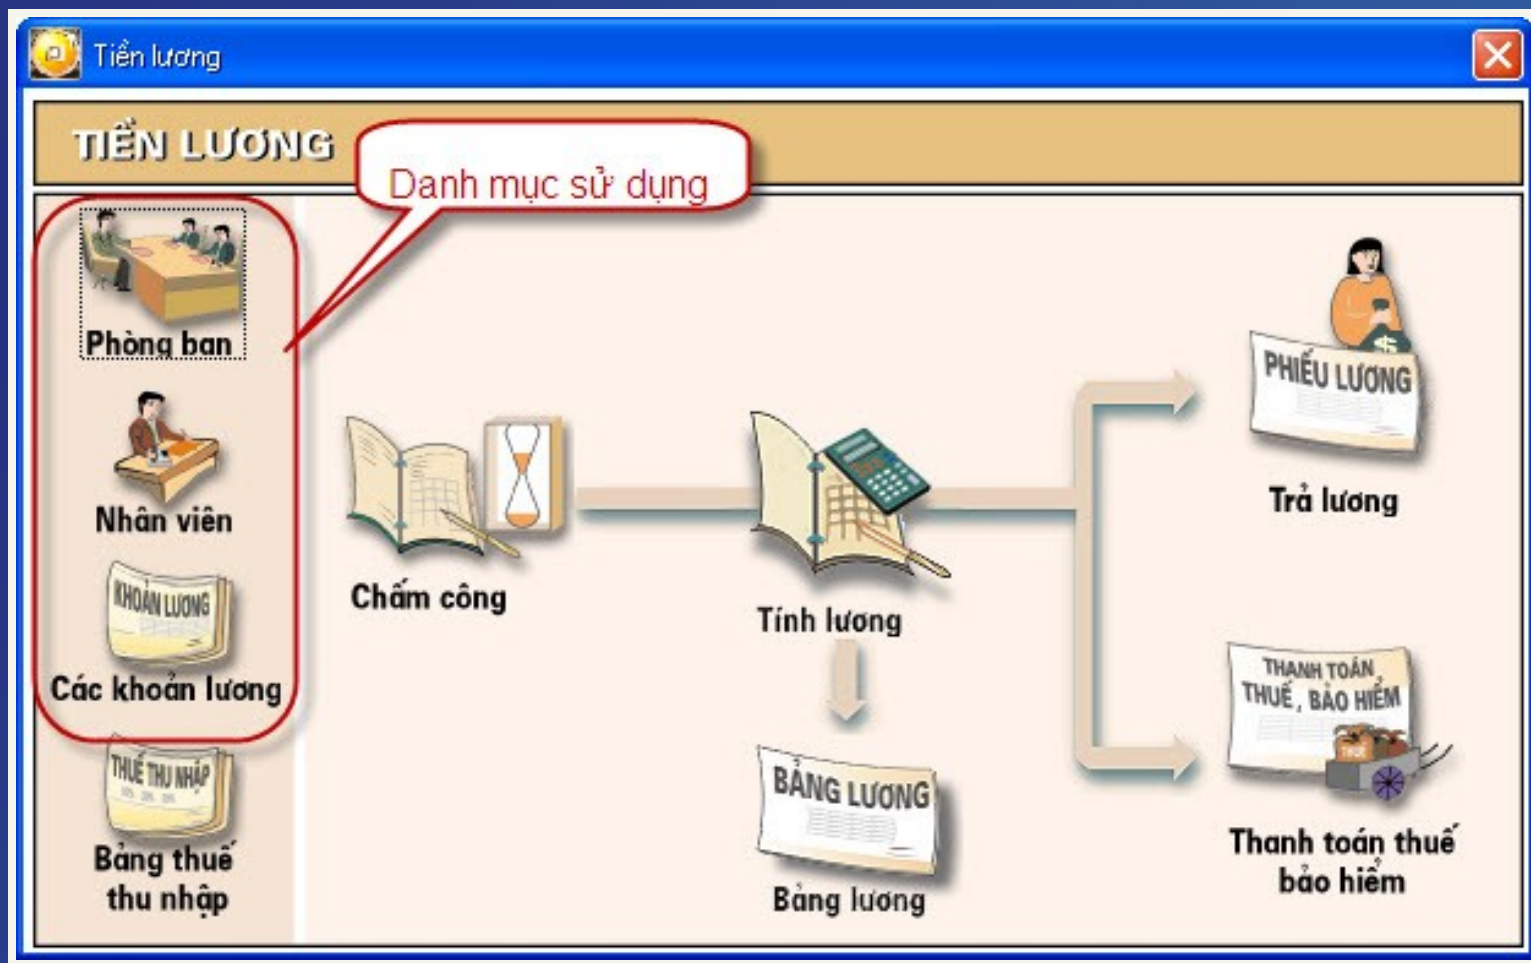 Tiền lương
TIỀN LƯƠNG
Danh mục sử dụng
Phòng ban
Nhân viên
KHOẢN LƯƠNG
Các khoản lương
THUẾ THU NHẬP
Bảng thuế
thu nhập
Chấm công
Tính lương
BẢNG LƯƠNG
Bảng lương
$
PHIẾU LƯƠNG
Trả lương
THANH TOÁN
THUẾ , BẢO HIỂM
THUẾ
Thanh toán thuế
bảo hiểm